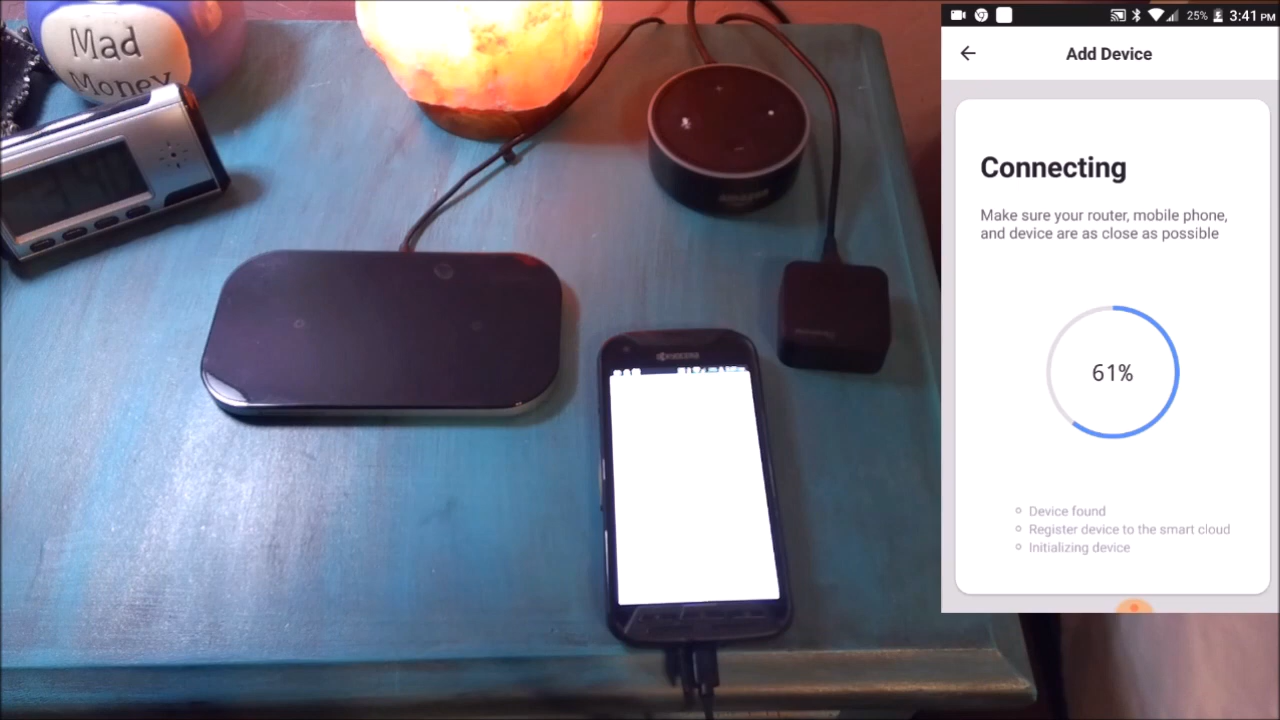 Mad
Money
KYOCERA
25% 3:41 PM
Add Device
Connecting
Make sure your router, mobile phone,
and device are as close as possible
61%
Device found
Register device to the smart cloud
Initializing device